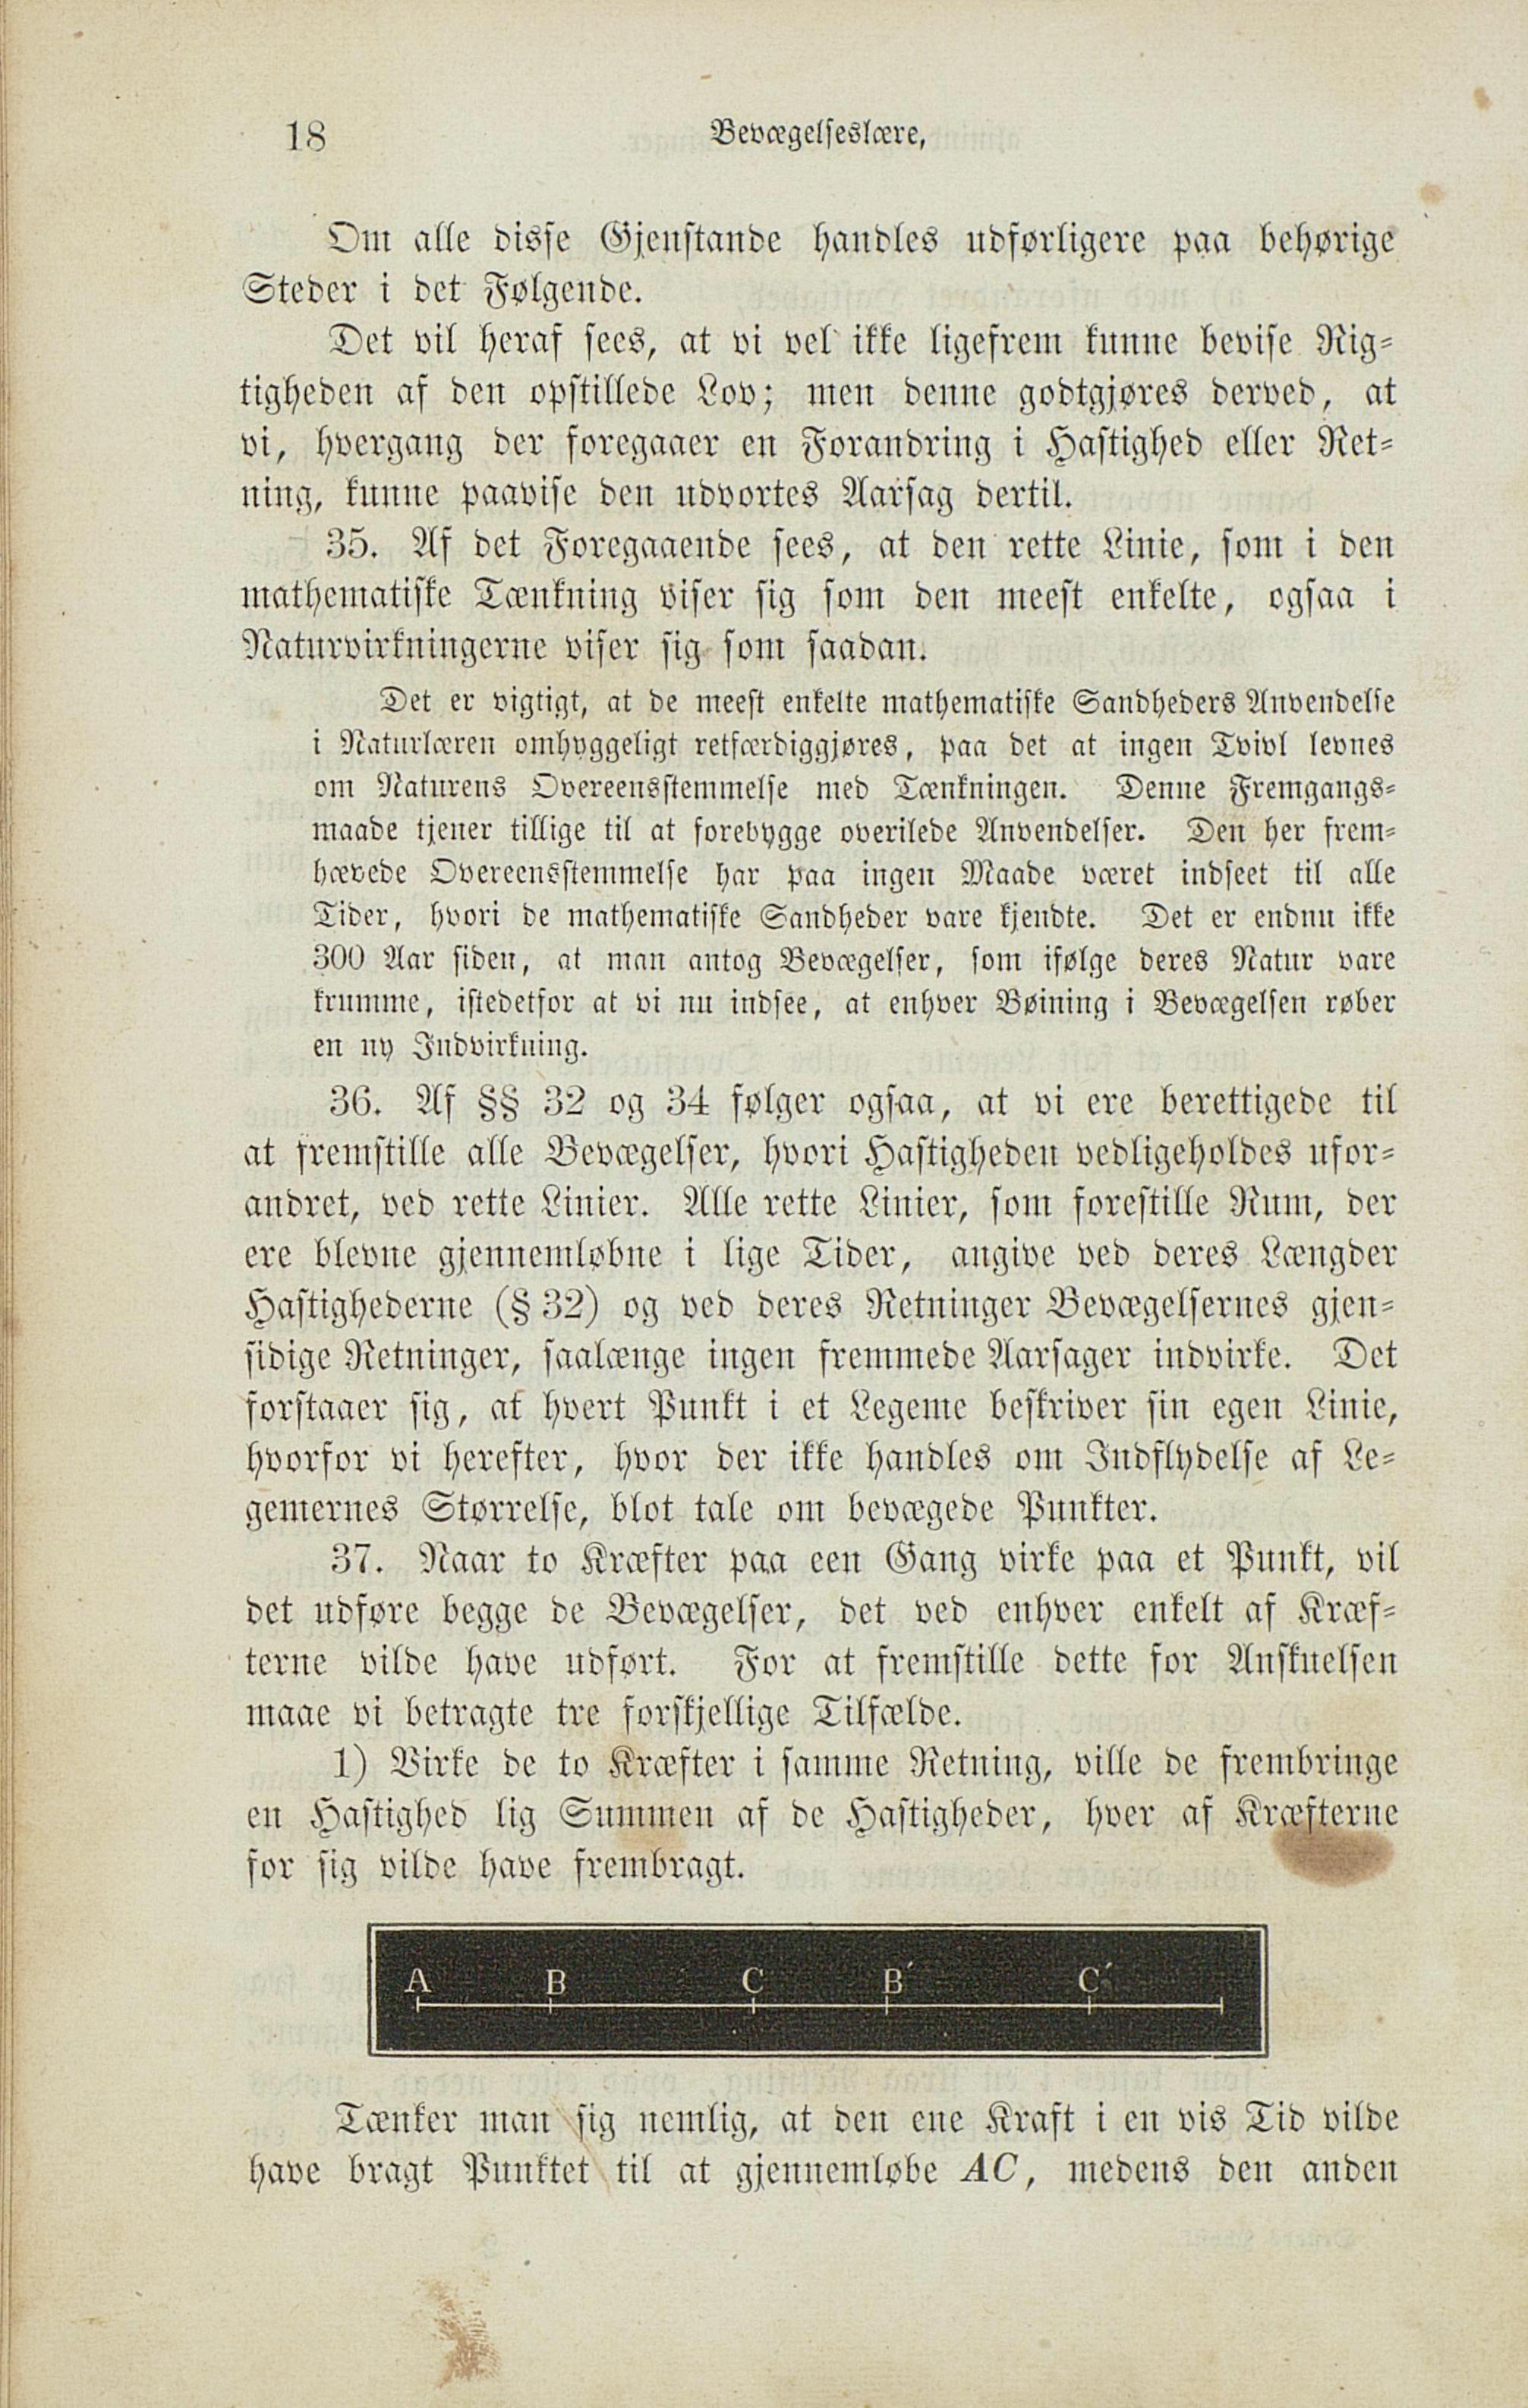 18
Bevægelseslære,
Om alle disse Gjenstande handles udførligere paa behørige
Steder i det Følgende.
Det vil heraf sees, at vi vel ikke ligefrem kunne bevise Rig-
tigheden af den opstillede Lov; men denne godtgjøres derved, at
vi, hvergang der foregaaer en Forandring i Hastighed eller Ret-
ning, kunne paavise den udvortes Aarsag dertil.
35. Af det Foregaaende sees, at den rette Linie, som i den
mathematiske Tænkning viser sig som den meest enkelte, ogsaa i
Naturvirkningerne viser sig som saadan.
Det er vigtigt, at de meest enkelte mathematiske Sandheders Anvendelse
i Naturlæren omhyggeligt retfærdiggjøres, paa det at ingen Tvivl levnes
om Naturens Overeensstemmelse med Tænkningen. Denne Fremgangs-
maade tjener tillige til at forebygge overilede Anvendelser. Den her frem-
hævede Overeensstemmelse har paa ingen Maade været indseet til alle
Tider, hvori de mathematiske Sandheder vare kjendte. Det er endnu ikke
300 Aar siden, at man antog Bevægelser, som ifølge deres Natur vare
krumme, istedetfor at vi nu indsee, at enhver Bøining i Bevægelsen røber
en ny Indvirkning.
36. Af §§ 32 og 34 følger ogsaa, at vi ere berettigede til
at fremstille alle Bevægelser, hvori Hastigheden vedligeholdes ufor-
andret, ved rette Linier. Alle rette Linier, som forestille Rum, der
ere blevne gjennemløbne i lige Tider, angive ved deres Længder
Hastighederne (§ 32) og ved deres Retninger Bevægelsernes gjen-
sidige Retninger, saalænge ingen fremmede Aarsager indvirke. Det
forstaaer sig, at hvert Punkt i et Legeme beskriver sin egen Linie,
hvorfor vi herefter, hvor der ikke handles om Indflydelse af Le-
gemernes Størrelse, blot tale om bevægede Punkter.
37. Naar to Kræfter paa een Gang virke paa et Punkt, vil
det udføre begge de Bevægelser, det ved enhver enkelt af Kræf-
terne vilde have udført. For at fremstille dette for Anskuelsen
maae vi betragte tre forskjellige Tilfælde.
1) Virke de to Kræfter i samme Retning, ville de frembringe
en Hastighed lig Summen af de Hastigheder, hver af Kræfterne
for sig vilde have frembragt.
A B C B´ C´
Tænker man sig nemlig, at den ene Kraft i en vis Tid vilde
have bragt Punktet til at gjennemløbe AC, medens den anden